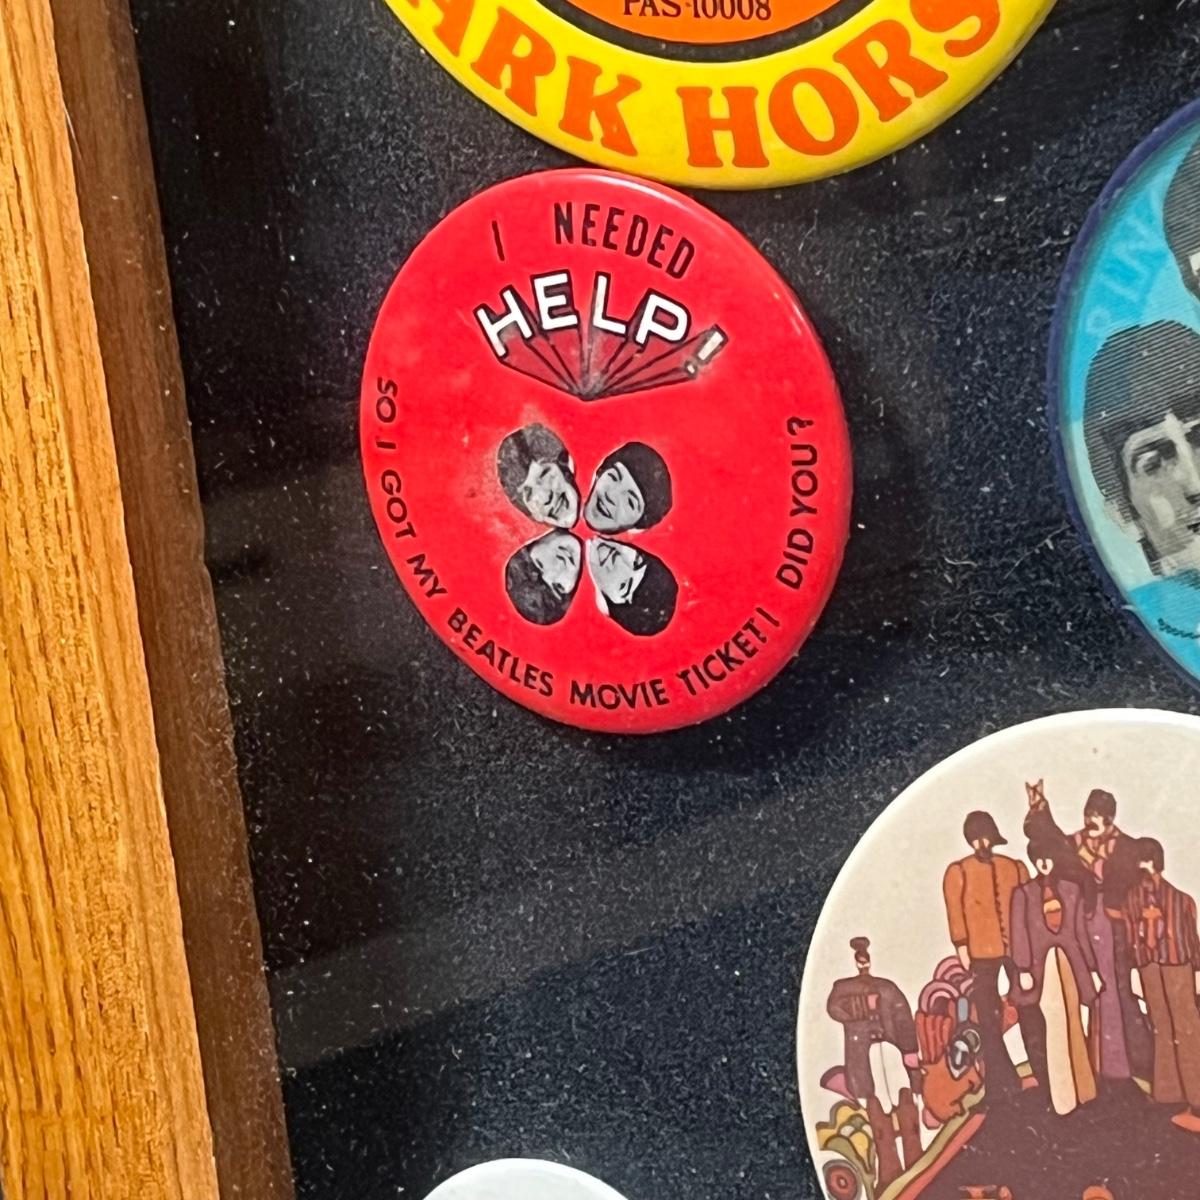 PAS-10008
ARK HORS
I NEEDED
HELP!
SO I GOT MY BEATLES MOVIE TICKET! DID YOU?